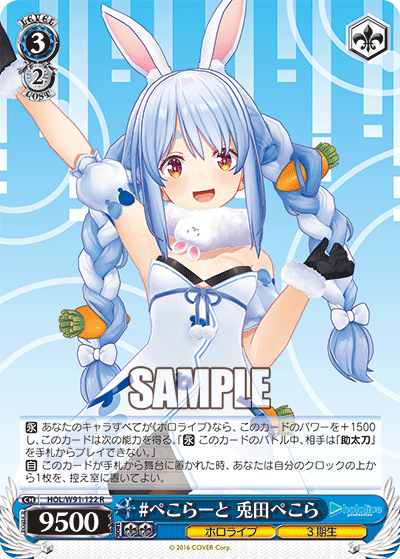 LEVEL
3
2
COST
SAMPLE
永 あなたのキャラすべてが《ホロライブ》なら、このカードのパワーを＋1500
し、このカードは次の能力を得る。『永 このカードのバトル中、相手は「助太刀」
を手札からプレイできない。』
自 このカードが手札から舞台に置かれた時、あなたは自分のクロックの上か
ら1枚を、控え室に置いてよい。
CH HOL/W91-122 R
9500
#ぺこらーと 兎田ぺこら
hololive
production
ホロライブ
3期生
© 2016 COVER Corp.